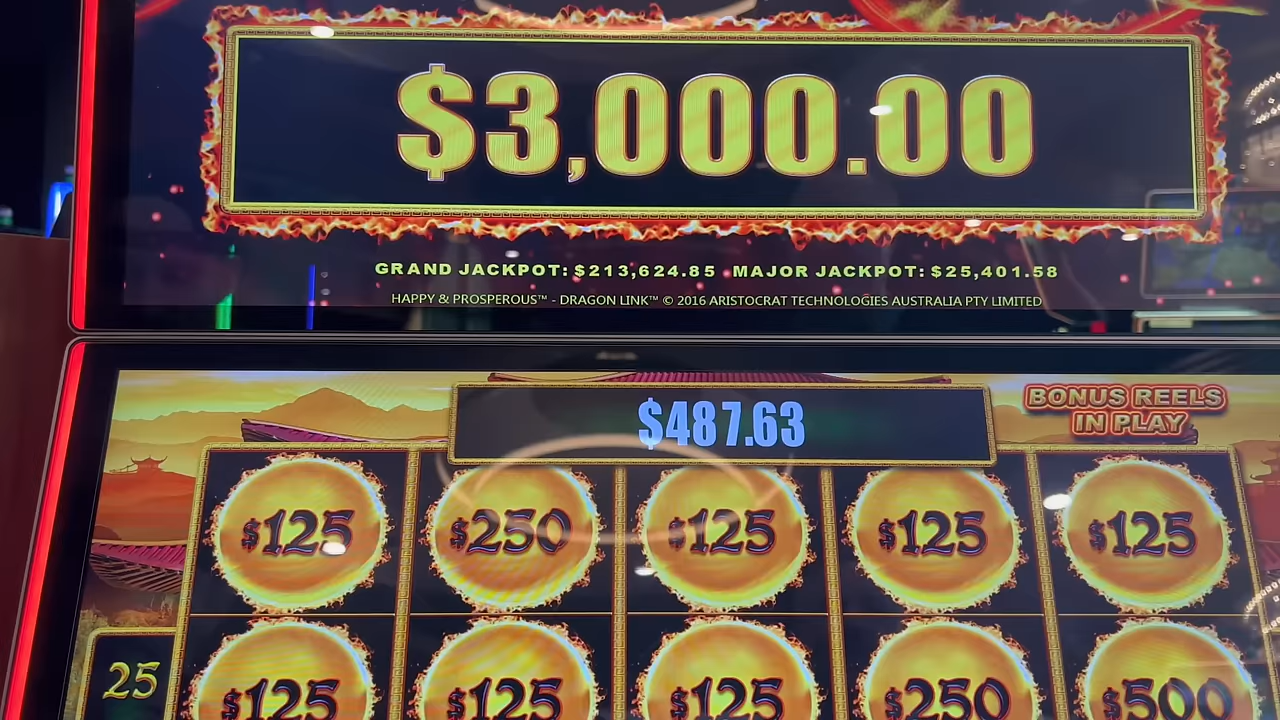 $3,000.00
GRAND JACKPOT: $213,624.85 MAJOR JACKPOT: $25,401.58
HAPPY & PROSPEROUS™ - DRAGON LINK™ © 2016 ARISTOCRAT TECHNOLOGIES AUSTRALIA PTY LIMITED
$487.63
BONUS REELS
IN PLAY
$125 $250 $125 $125 $125
25
$125 $125 $125 $250 $500